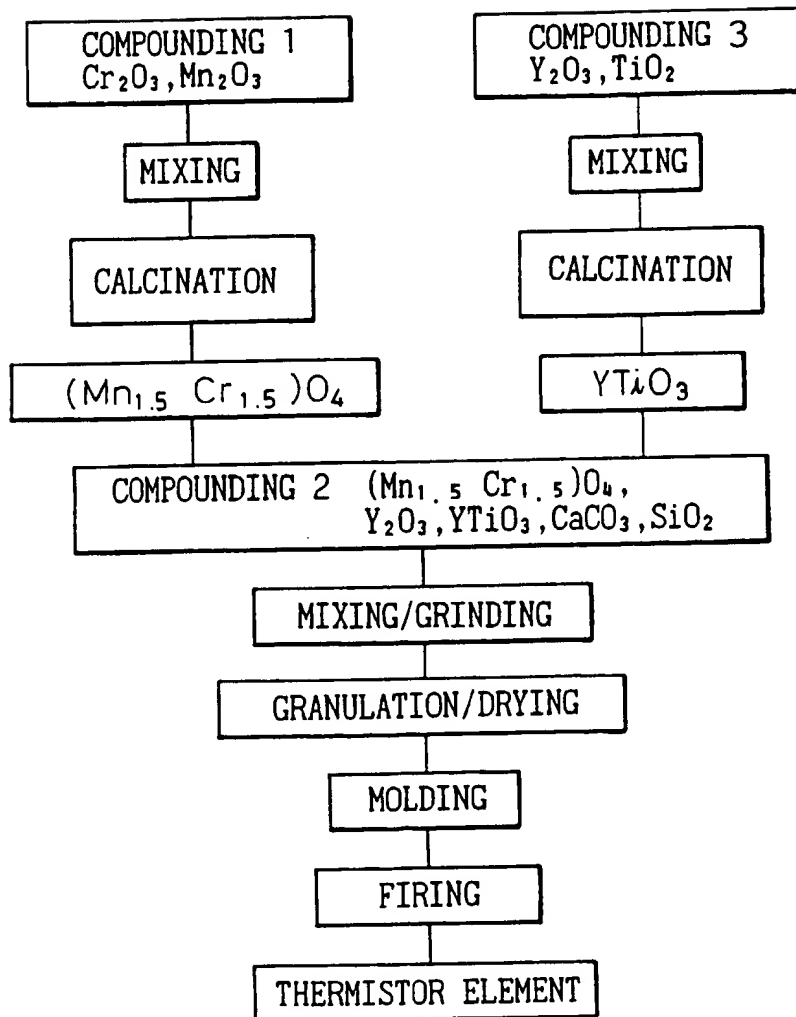 COMPOUNDING 1
Cr₂O₃,Mn₂O₃
MIXING
CALCINATION
(Mn₁.₅ Cr₁.₅)O₄
COMPOUNDING 3
Y₂O₃,TiO₂
MIXING
CALCINATION
YTiO₃
COMPOUNDING 2 (Mn₁.₅ Cr₁.₅)O₄,
Y₂O₃,YTiO₃,CaCO₃,SiO₂
MIXING/GRINDING
GRANULATION/DRYING
MOLDING
FIRING
THERMISTOR ELEMENT